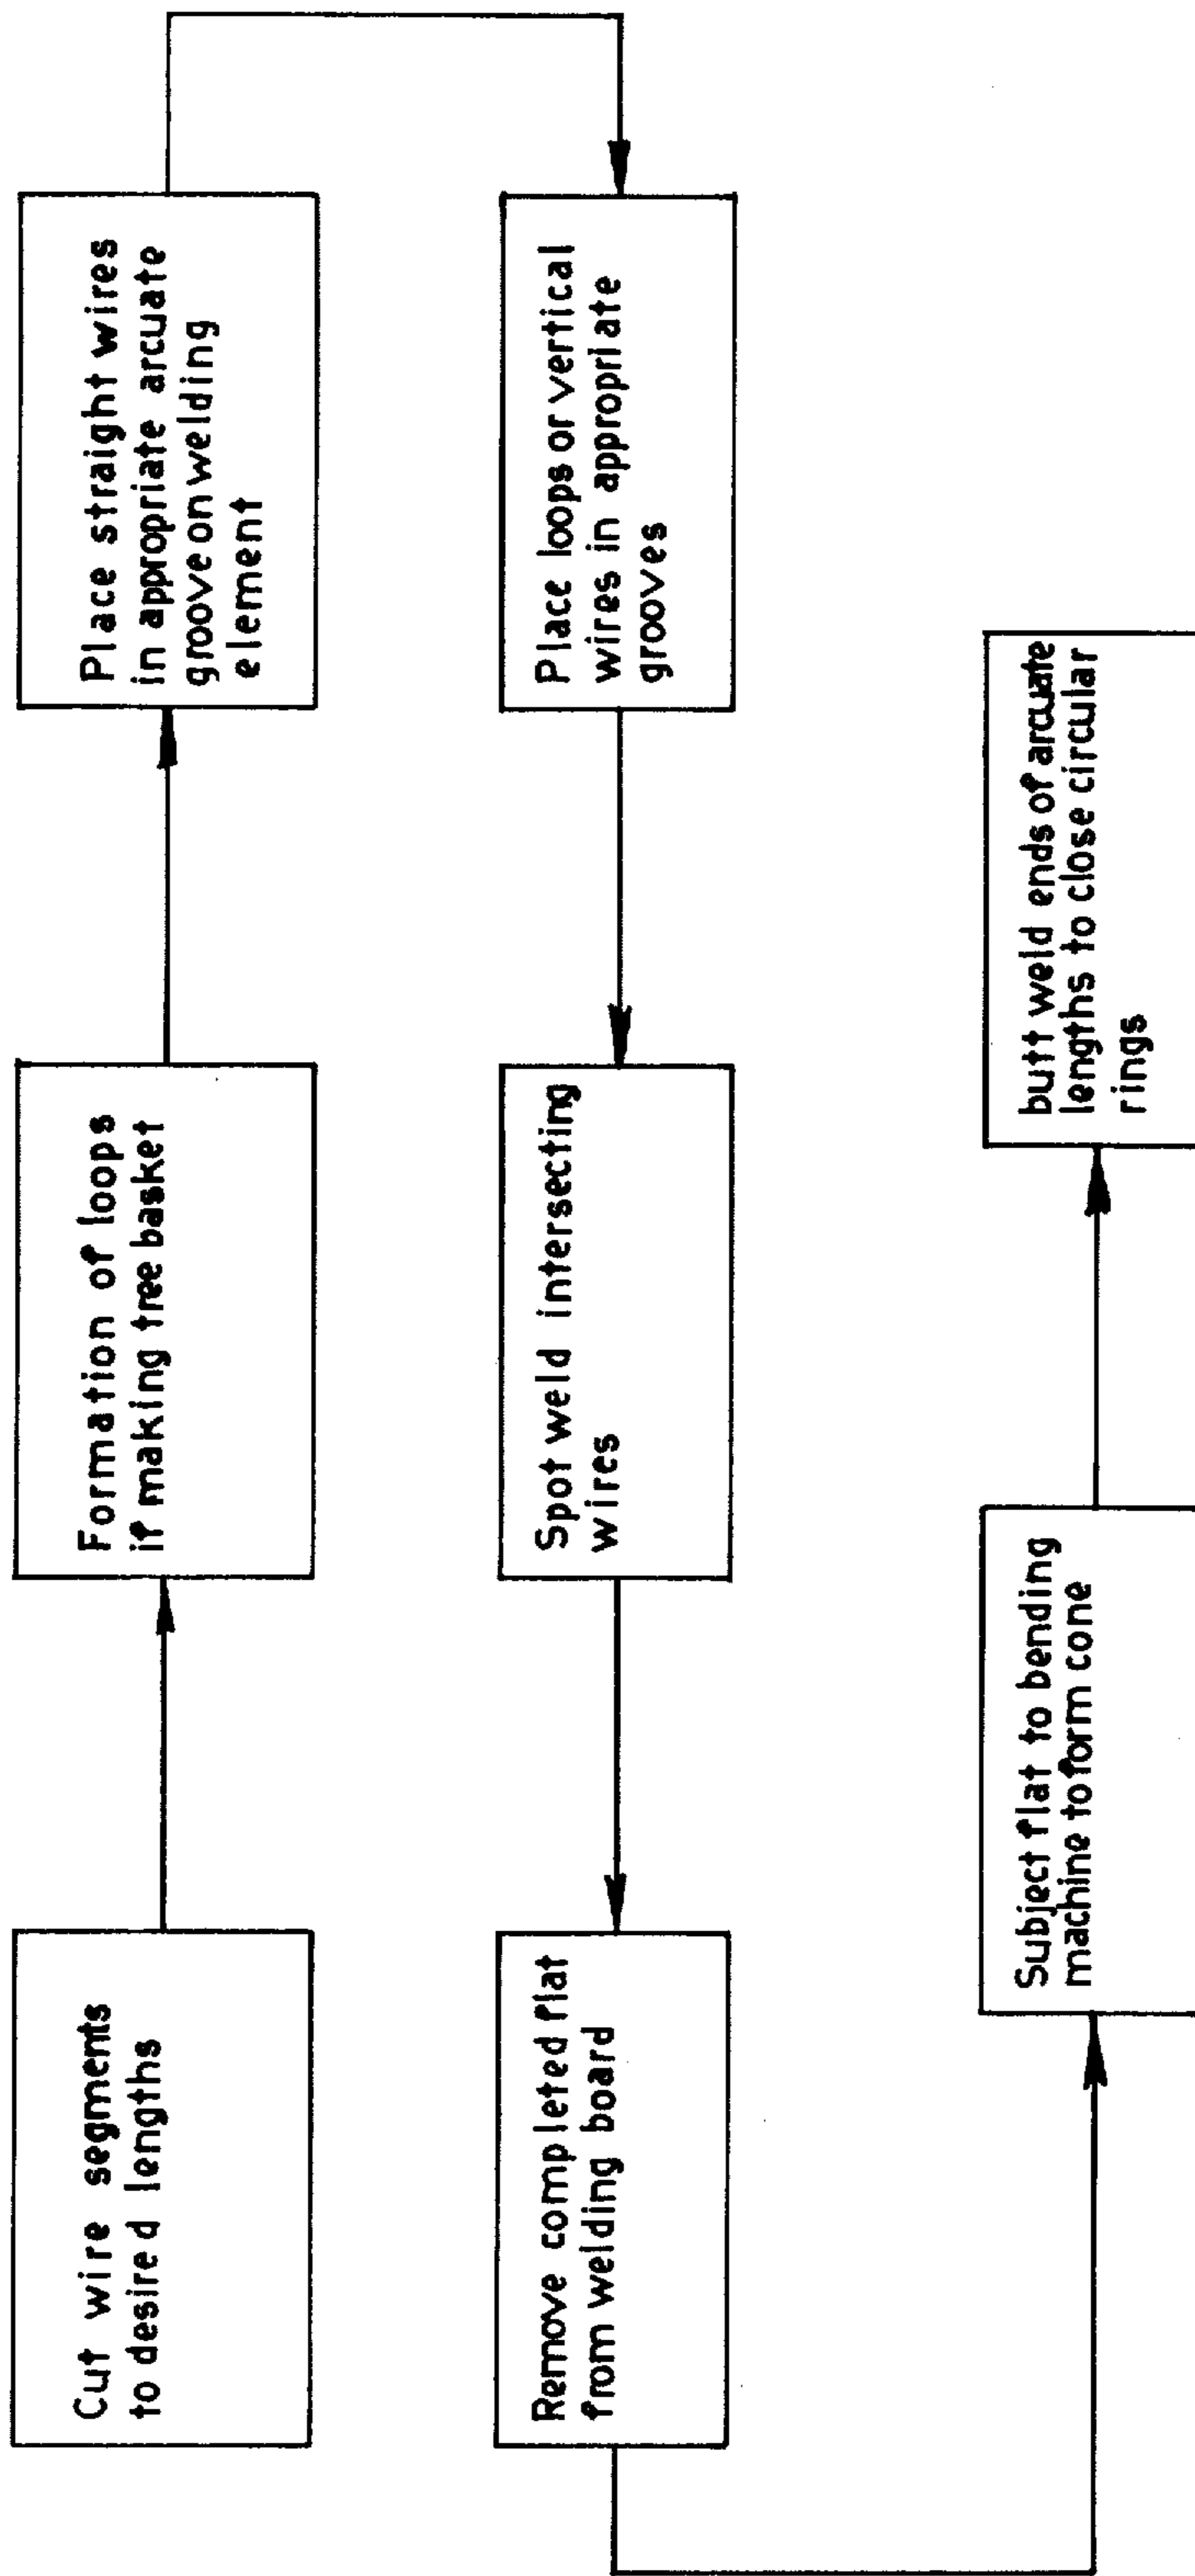 Cut wire segments
to desired lengths
Formation of loops
if making tree basket
Place straight wires
in appropriate arcuate
groove on welding
element
Place loops or vertical
wires in appropriate
grooves
Spot weld intersecting
wires
Remove completed flat
from welding board
Subject flat to bending
machine to form cone
butt weld ends of arcuate
lengths to close circular
rings